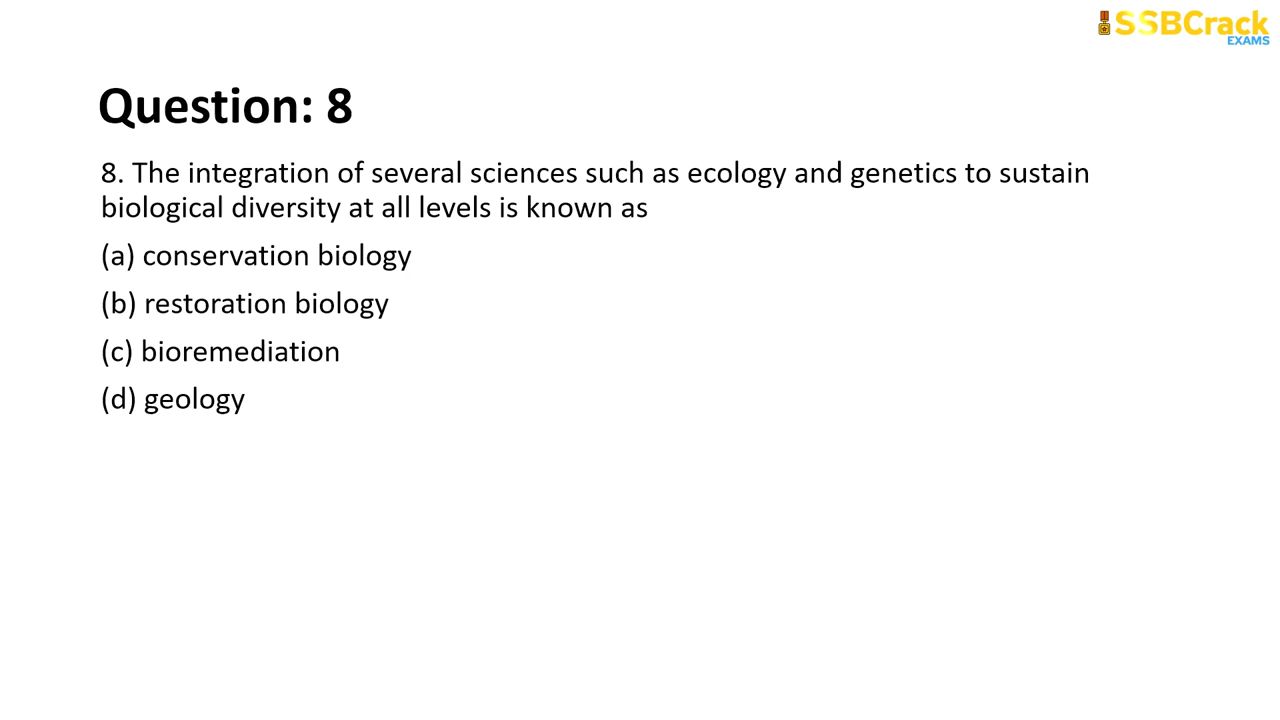 SSBCrack
EXAMS
Question: 8
8. The integration of several sciences such as ecology and genetics to sustain
biological diversity at all levels is known as
(a) conservation biology
(b) restoration biology
(c) bioremediation
(d) geology